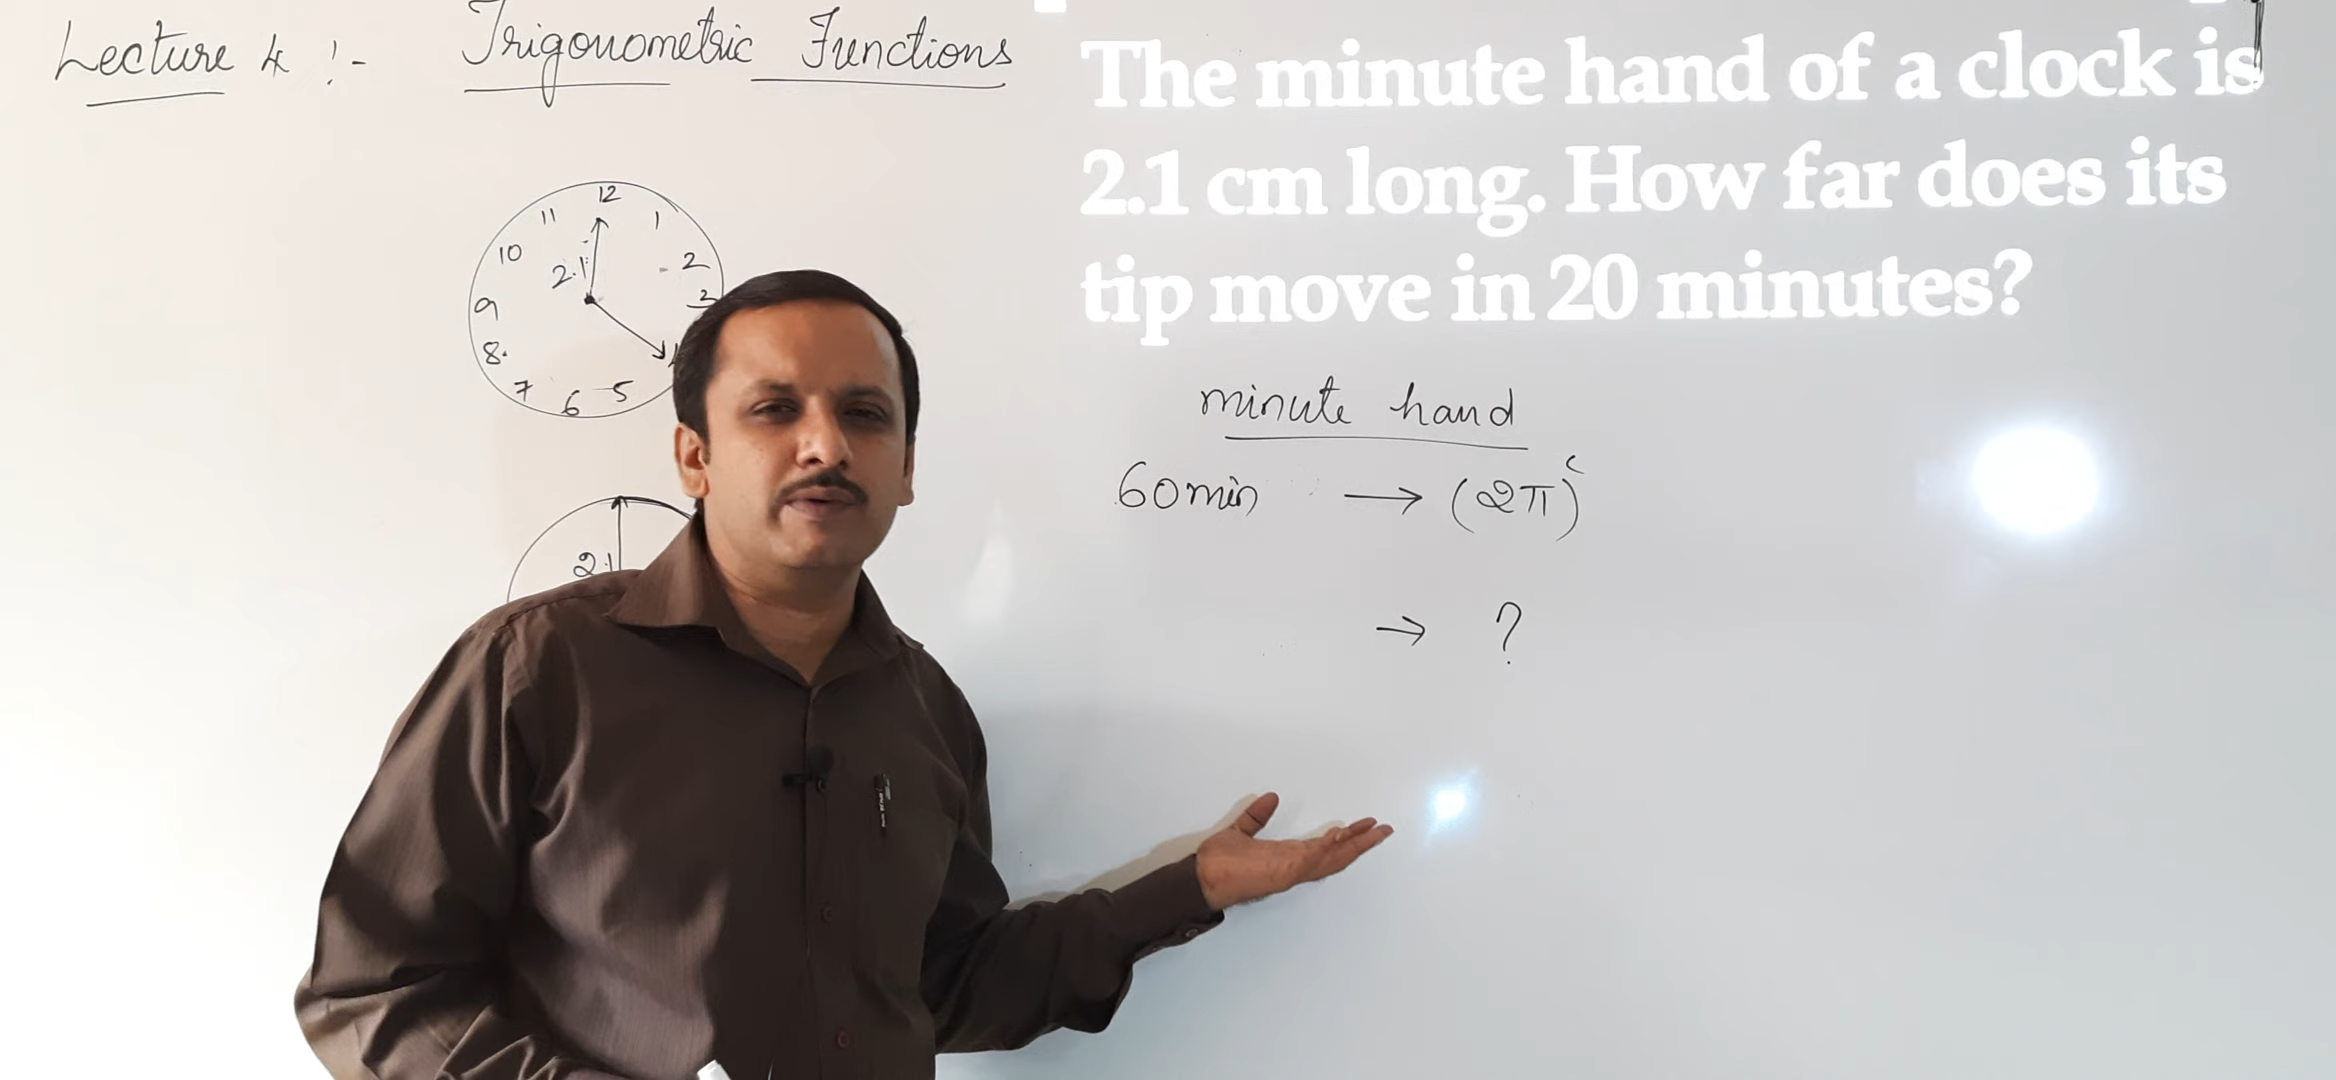 Lecture 4 :- Trigonometric Functions
The minute hand of a clock is
2.1 cm long. How far does its
tip move in 20 minutes?
12
11
1
10
2
2.1
9
3
8
7
6
5
minute hand
60 min → (2π)ᶜ
2.1
→ ?